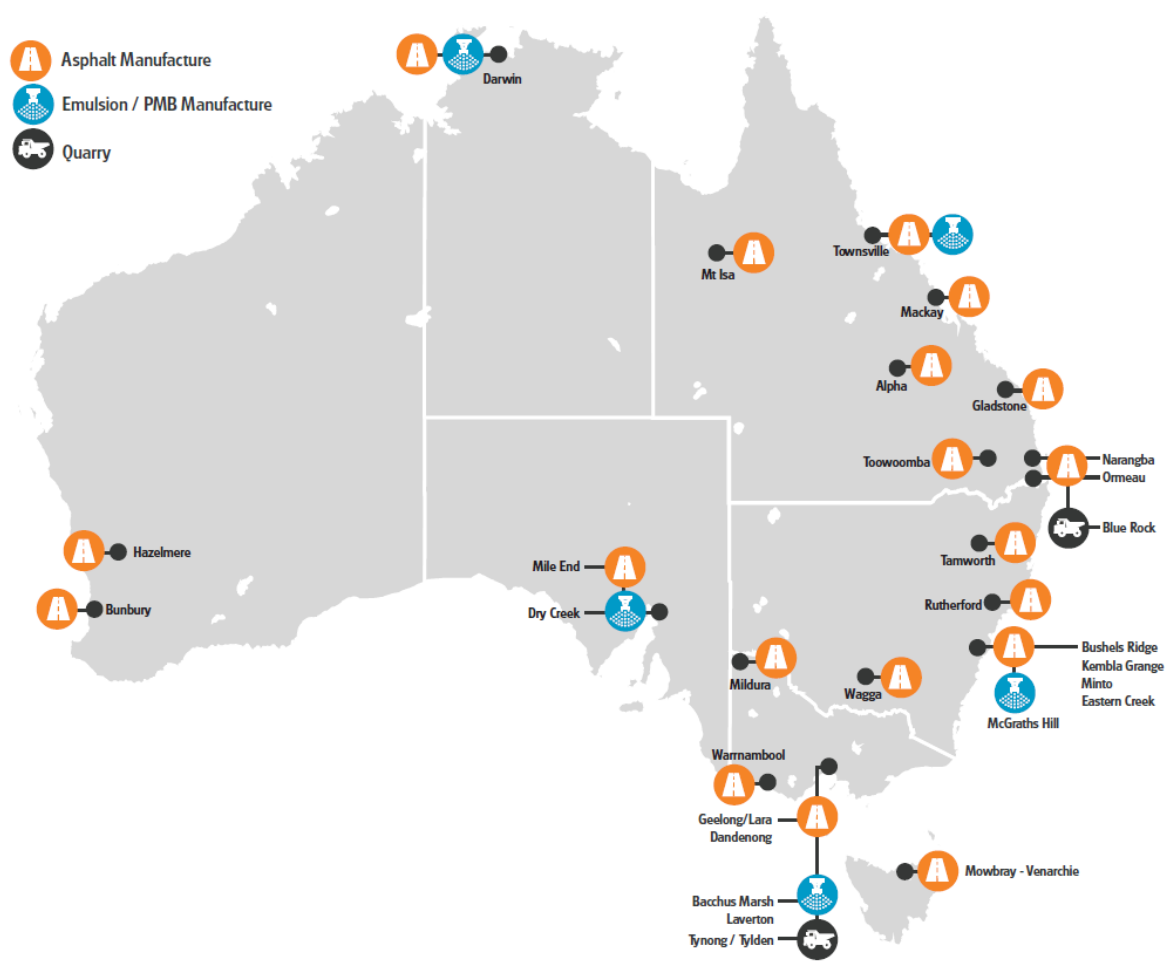 Asphalt Manufacture
Emulsion / PMB Manufacture
Quarry
Darwin
Townsville
Mt Isa
Mackay
Alpha
Gladstone
Toowoomba
Narangba
Ormeau
Blue Rock
Hazelmere
Bunbury
Mile End
Dry Creek
Tamworth
Rutherford
Bushels Ridge
Kembla Grange
Minto
Eastern Creek
McGraths Hill
Mildura
Wagga
Warrnambool
Geelong/Lara
Dandenong
Mowbray - Venarchie
Bacchus Marsh
Laverton
Tynong / Tylden